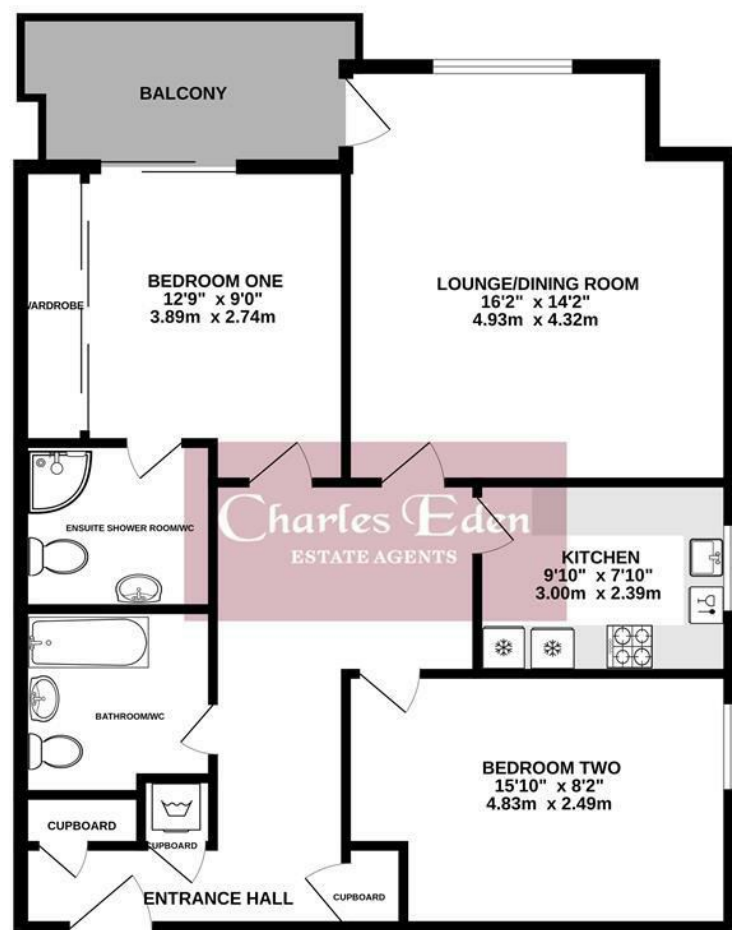 BALCONY
BEDROOM ONE
12'9" x 9'0"
3.89m x 2.74m
LOUNGE/DINING ROOM
16'2" x 14'2"
4.93m x 4.32m
WARDROBE
ENSUITE SHOWER ROOM/WC
Charles Eden
ESTATE AGENTS
KITCHEN
9'10" x 7'10"
3.00m x 2.39m
BATHROOM/WC
BEDROOM TWO
15'10" x 8'2"
4.83m x 2.49m
CUPBOARD
CUPBOARD
ENTRANCE HALL
CUPBOARD